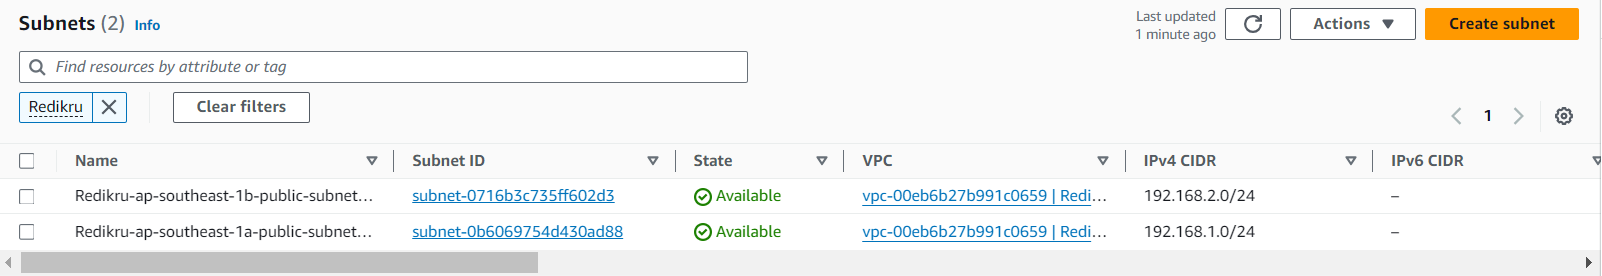 Subnets (2) Info
Last updated
1 minute ago
Actions
Create subnet
Find resources by attribute or tag
Redikru
Clear filters
1
Name Subnet ID State VPC IPv4 CIDR IPv6 CIDR
Redikru-ap-southeast-1b-public-subnet... subnet-0716b3c735ff602d3 Available vpc-00eb6b27b991c0659 | Redi... 192.168.2.0/24 –
Redikru-ap-southeast-1a-public-subnet... subnet-0b6069754d430ad88 Available vpc-00eb6b27b991c0659 | Redi... 192.168.1.0/24 –